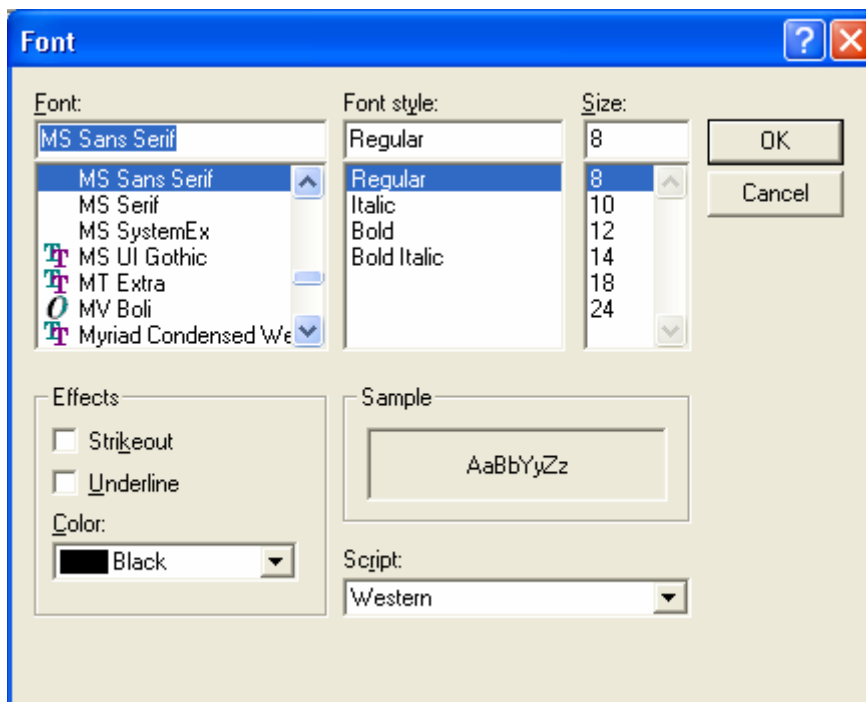 Font
Font:
MS Sans Serif
MS Sans Serif
MS Serif
MS SystemEx
MS UI Gothic
MT Extra
MV Boli
Myriad Condensed We
Font style:
Regular
Regular
Italic
Bold
Bold Italic
Size:
8
8
10
12
14
18
24
OK
Cancel
Effects
Strikeout
Underline
Color:
Black
Sample
AaBbYyZz
Script:
Western